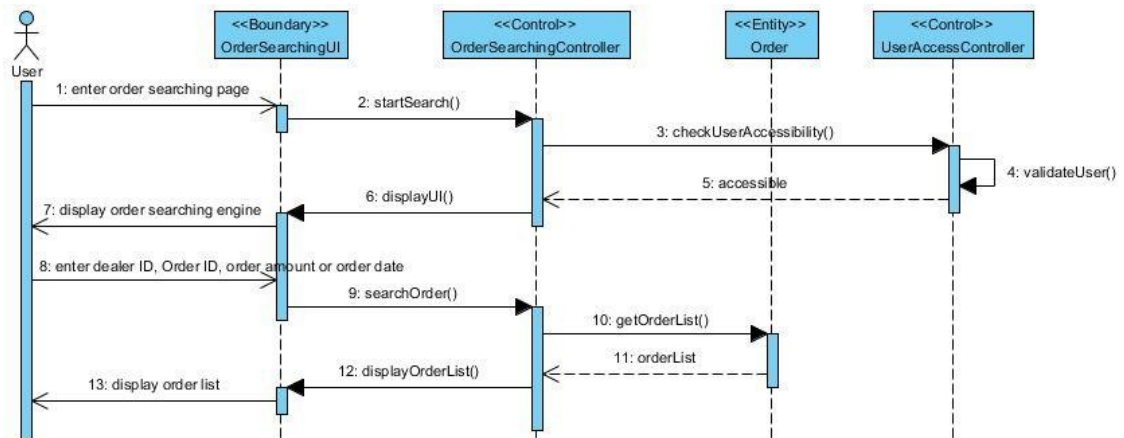 <<Boundary>>
OrderSearchingUI
<<Control>>
OrderSearchingController
<<Entity>>
Order
<<Control>>
UserAccessController
User
1: enter order searching page
2: startSearch()
3: checkUserAccessibility()
4: validateUser()
5: accessible
6: displayUI()
7: display order searching engine
8: enter dealer ID, Order ID, order amount or order date
9: searchOrder()
10: getOrderList()
11: orderList
12: displayOrderList()
13: display order list